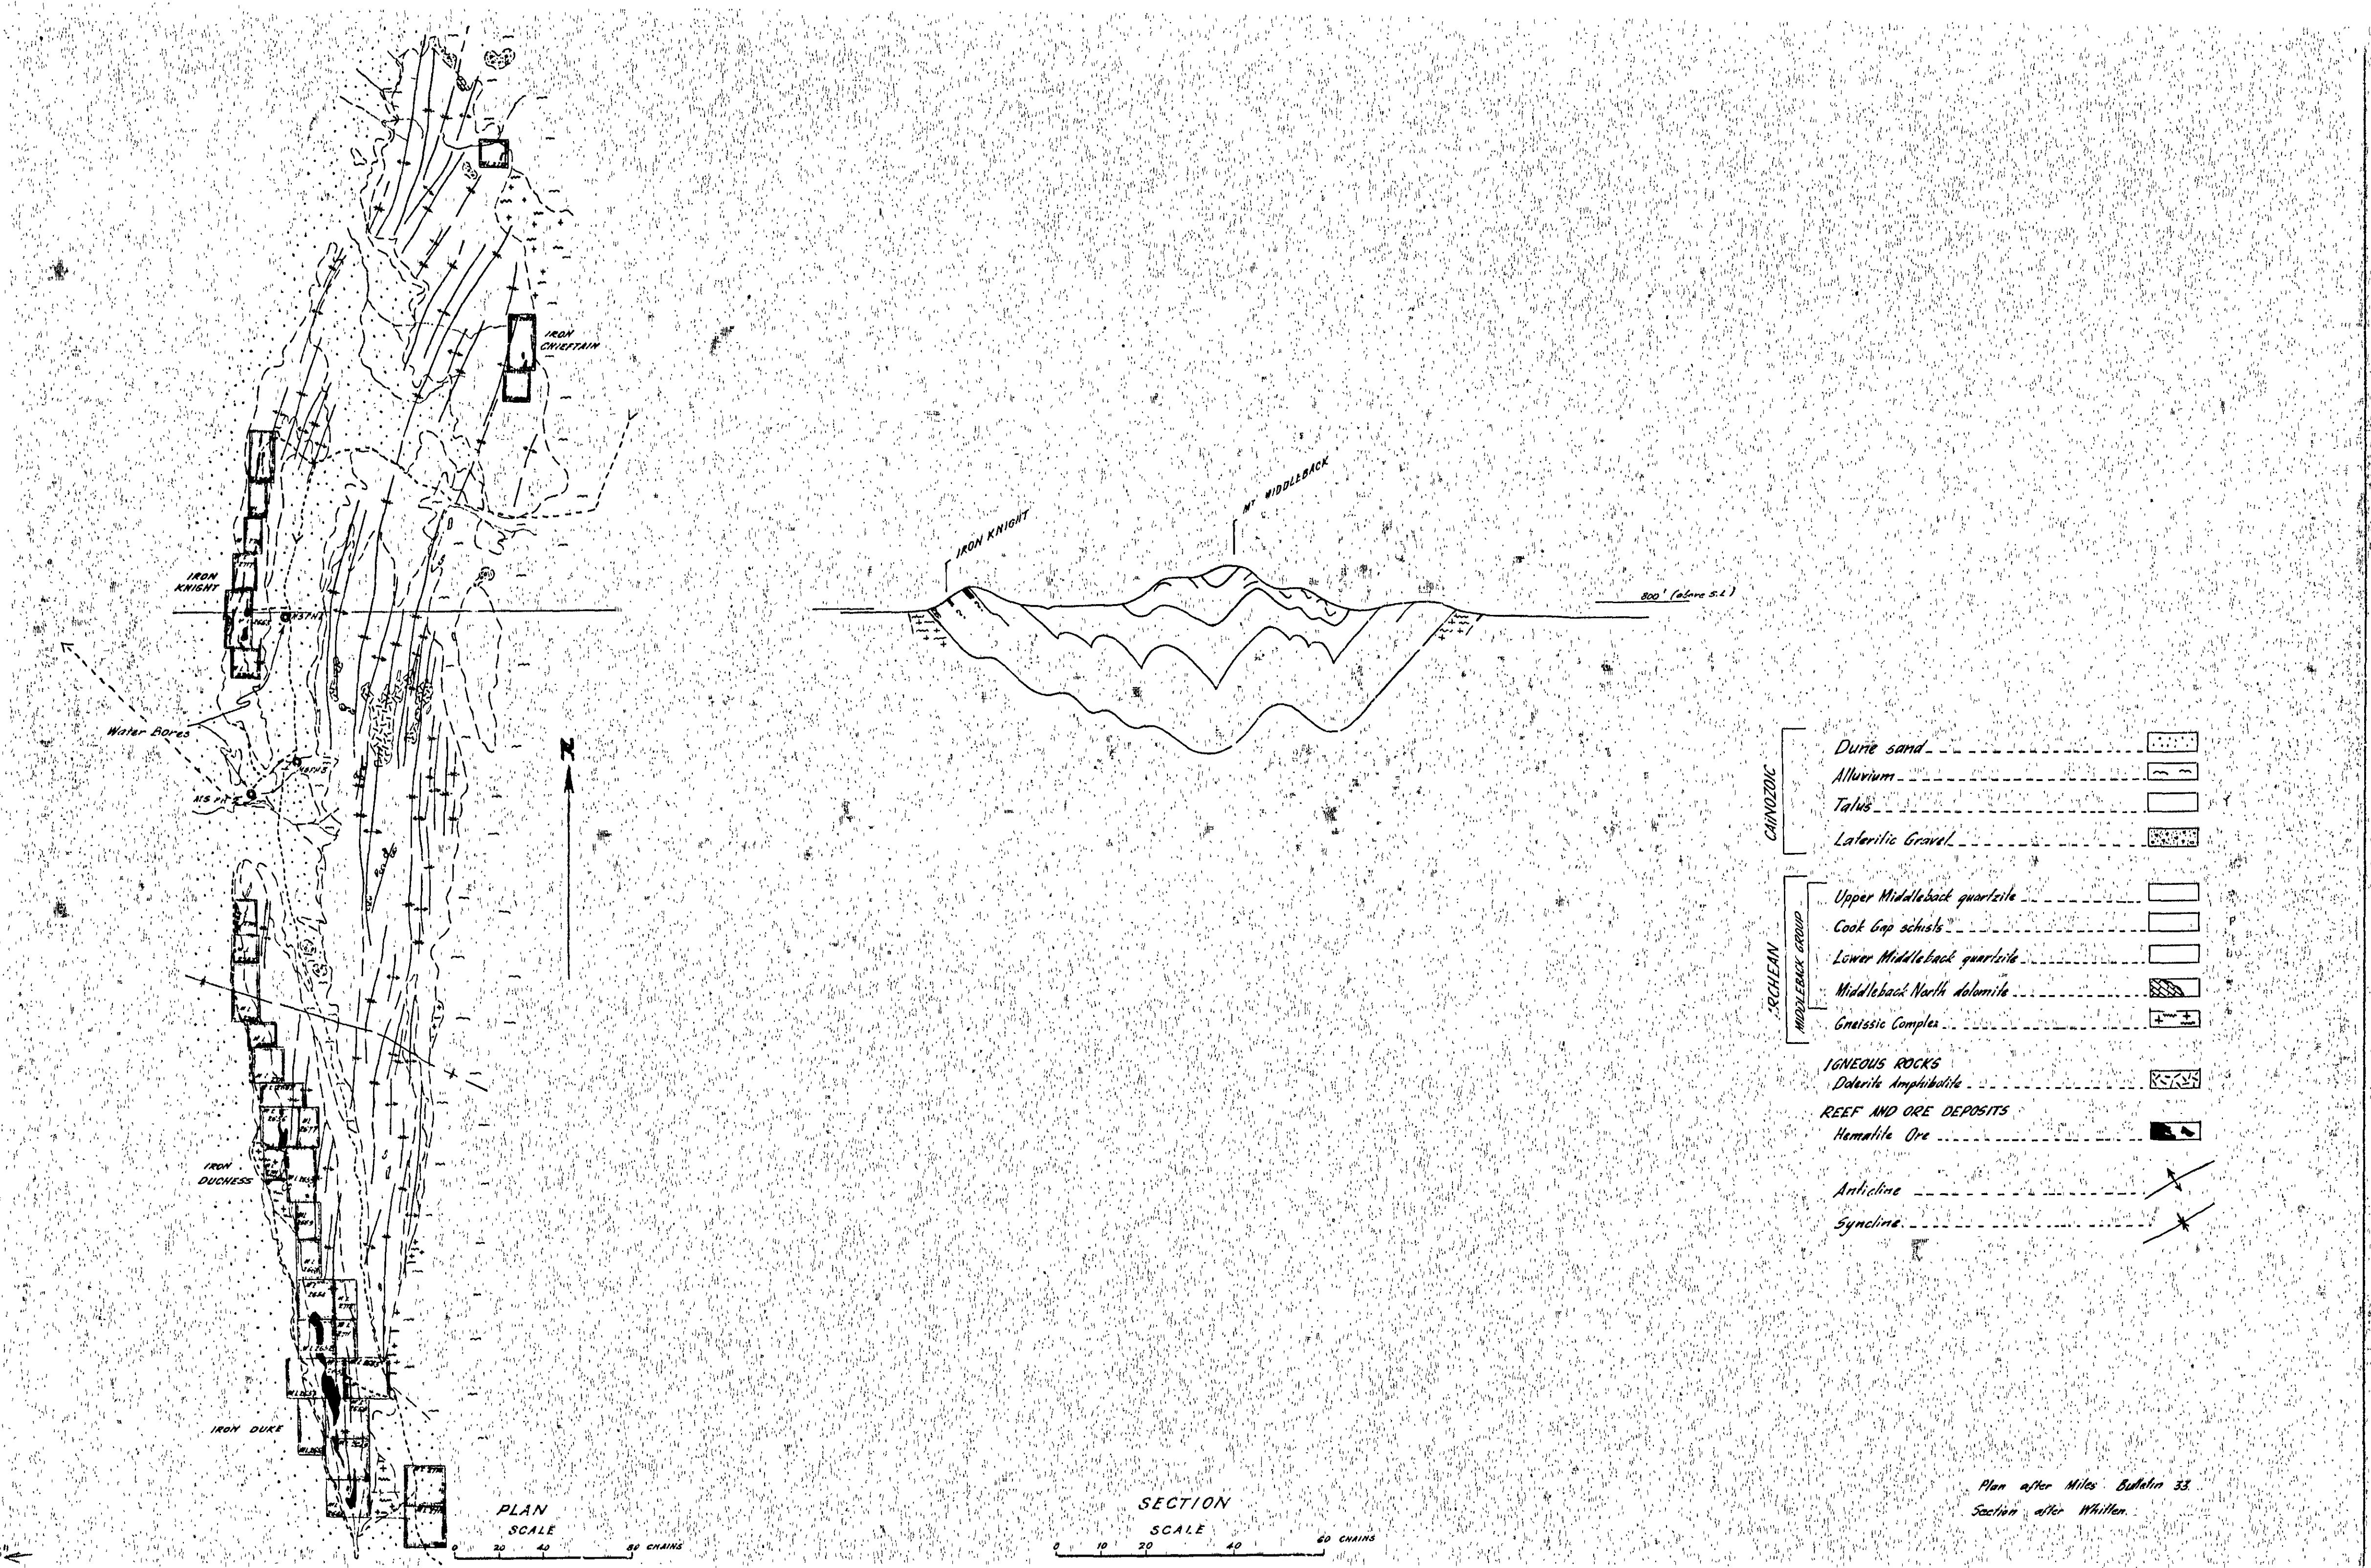 IRON
CHIEFTAIN
IRON
KNIGHT
Water Bores
IRON
DUCHESS
IRON DUKE
N
PLAN
SCALE
0 20 40 80 CHAINS
IRON KNIGHT
MT MIDDLEBACK
800' (above S.L)
SECTION
SCALE
0 10 20 40 60 CHAINS
CAINOZOIC
Dune sand
Alluvium
Talus
Lateritic Gravel
ARCHEAN
MIDDLEBACK GROUP
Upper Middleback quartzite
Cook Gap schists
Lower Middleback quartzite
Middleback North dolomite
Gneissic Complex
IGNEOUS ROCKS
Dolerite Amphibolite
REEF AND ORE DEPOSITS
Hematite Ore
Anticline
Syncline
Plan after Miles Bulletin 33
Section after Whitten